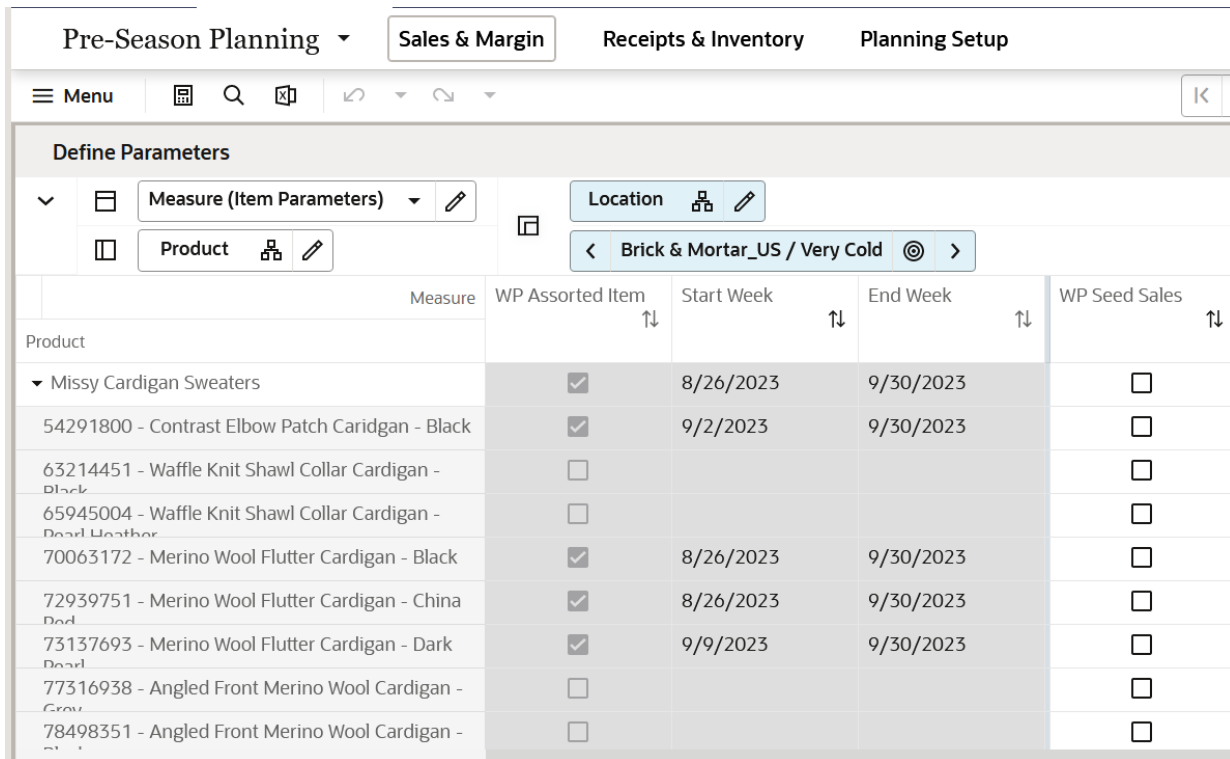 Pre-Season Planning Sales & Margin Receipts & Inventory Planning Setup
Menu
Define Parameters
Measure (Item Parameters) Location
Product Brick & Mortar_US / Very Cold
Measure WP Assorted Item Start Week End Week WP Seed Sales
Product
Missy Cardigan Sweaters 8/26/2023 9/30/2023
54291800 - Contrast Elbow Patch Caridgan - Black 9/2/2023 9/30/2023
63214451 - Waffle Knit Shawl Collar Cardigan -
Black
65945004 - Waffle Knit Shawl Collar Cardigan -
Pearl Heather
70063172 - Merino Wool Flutter Cardigan - Black 8/26/2023 9/30/2023
72939751 - Merino Wool Flutter Cardigan - China 8/26/2023 9/30/2023
Red
73137693 - Merino Wool Flutter Cardigan - Dark 9/9/2023 9/30/2023
Pearl
77316938 - Angled Front Merino Wool Cardigan -
Grey
78498351 - Angled Front Merino Wool Cardigan -